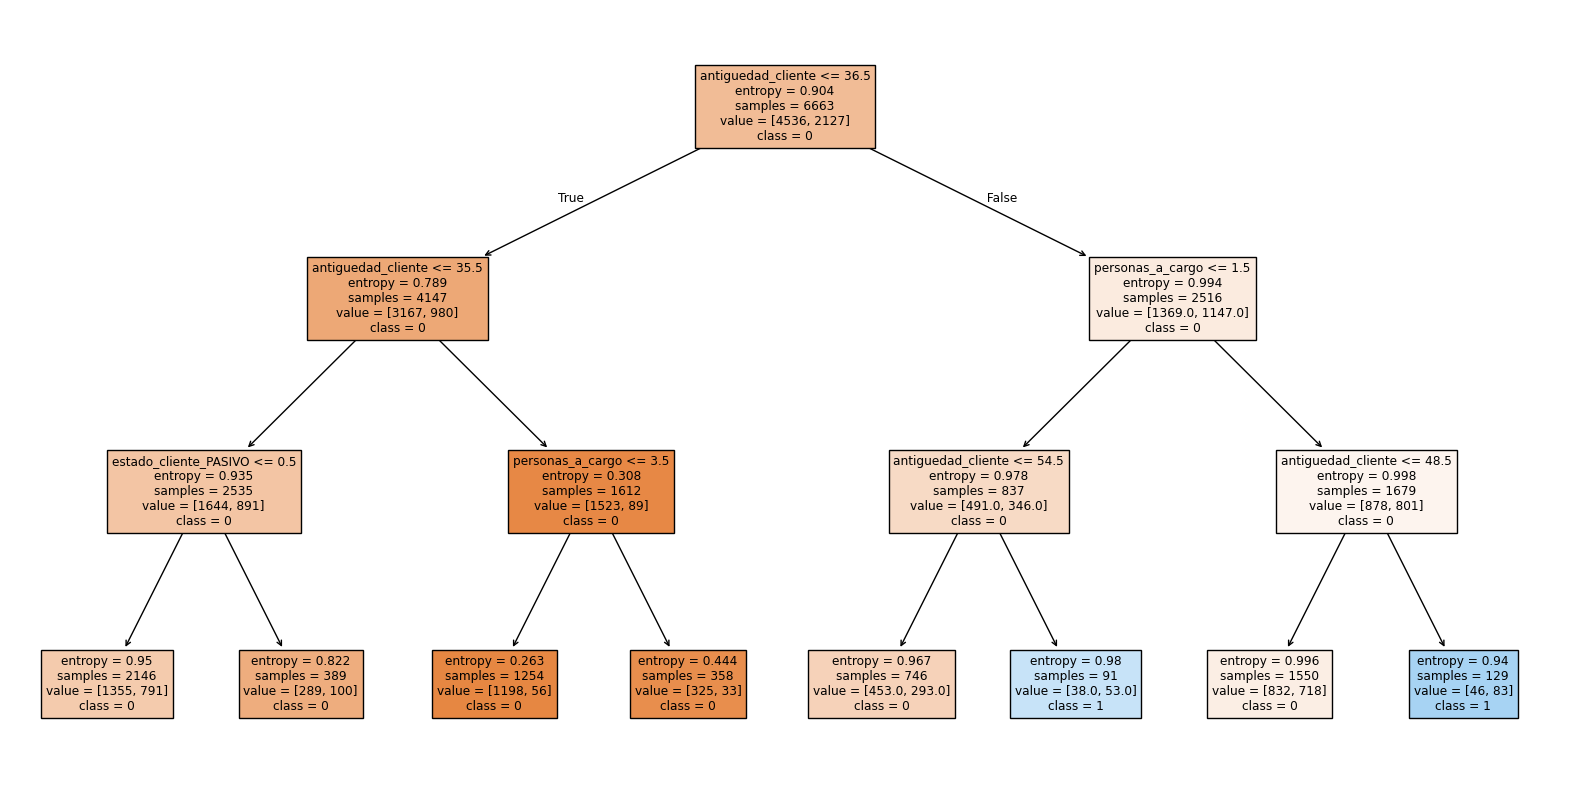 antiguedad_cliente <= 36.5
entropy = 0.904
samples = 6663
value = [4536, 2127]
class = 0
True
False
antiguedad_cliente <= 35.5
entropy = 0.789
samples = 4147
value = [3167, 980]
class = 0
personas_a_cargo <= 1.5
entropy = 0.994
samples = 2516
value = [1369.0, 1147.0]
class = 0
estado_cliente_PASIVO <= 0.5
entropy = 0.935
samples = 2535
value = [1644, 891]
class = 0
personas_a_cargo <= 3.5
entropy = 0.308
samples = 1612
value = [1523, 89]
class = 0
antiguedad_cliente <= 54.5
entropy = 0.978
samples = 837
value = [491.0, 346.0]
class = 0
antiguedad_cliente <= 48.5
entropy = 0.998
samples = 1679
value = [878, 801]
class = 0
entropy = 0.95
samples = 2146
value = [1355, 791]
class = 0
entropy = 0.822
samples = 389
value = [289, 100]
class = 0
entropy = 0.263
samples = 1254
value = [1198, 56]
class = 0
entropy = 0.444
samples = 358
value = [325, 33]
class = 0
entropy = 0.967
samples = 746
value = [453.0, 293.0]
class = 0
entropy = 0.98
samples = 91
value = [38.0, 53.0]
class = 1
entropy = 0.996
samples = 1550
value = [832, 718]
class = 0
entropy = 0.94
samples = 129
value = [46, 83]
class = 1